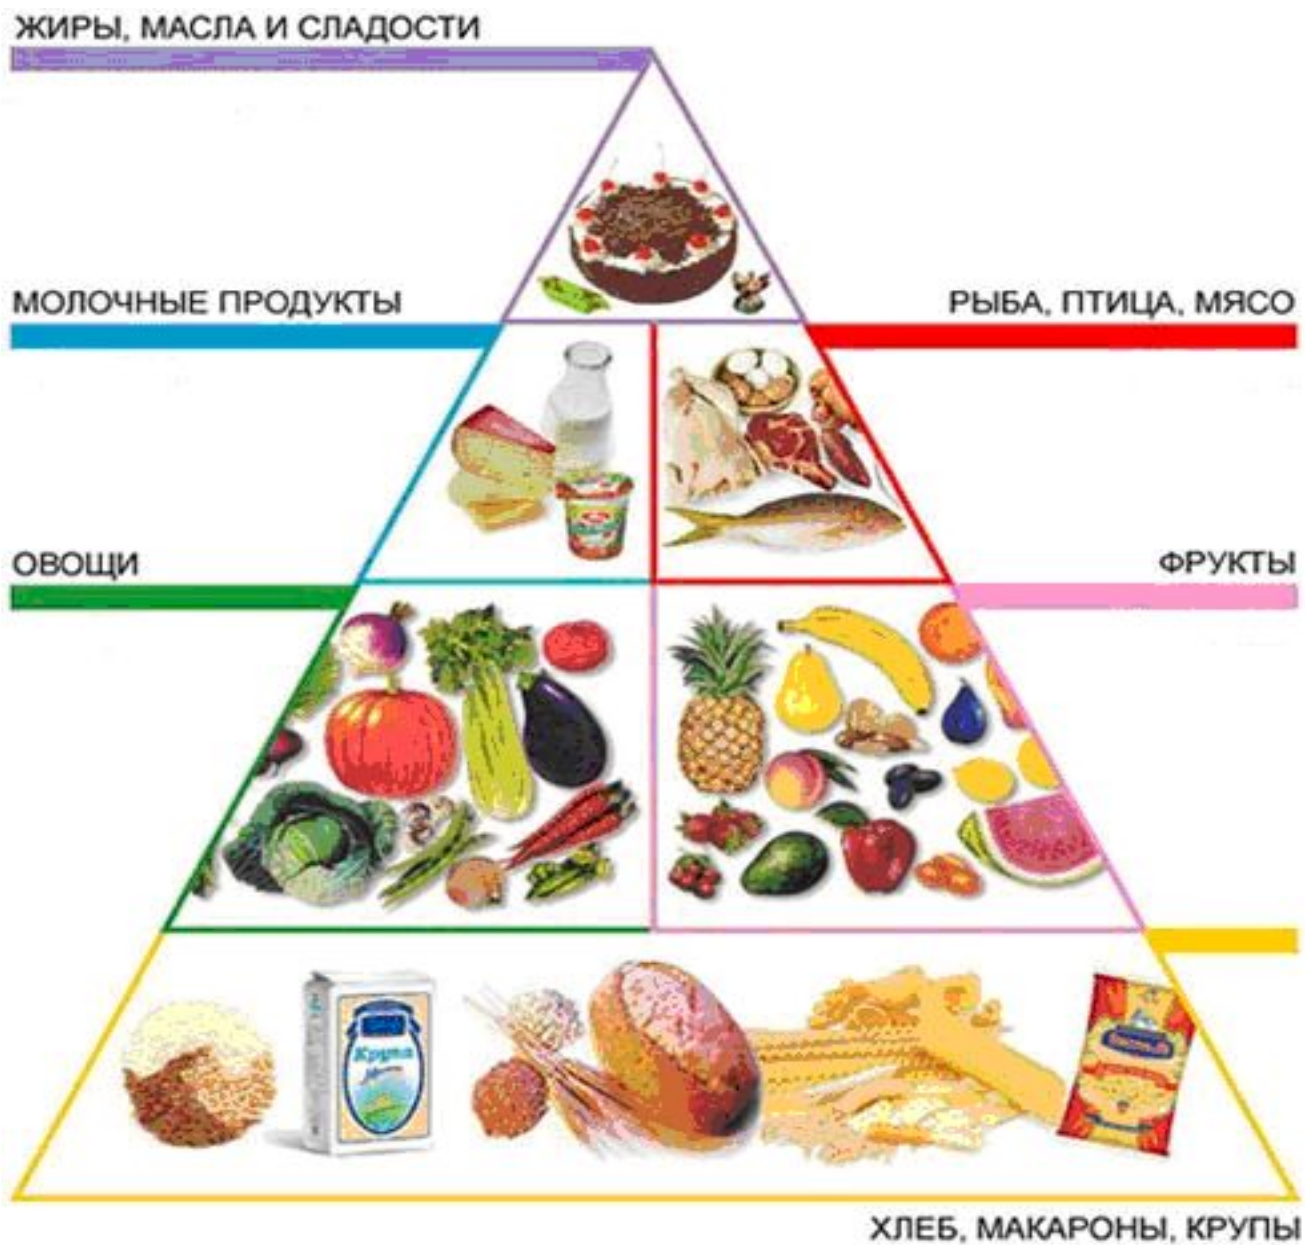 ЖИРЫ, МАСЛА И СЛАДОСТИ
МОЛОЧНЫЕ ПРОДУКТЫ
РЫБА, ПТИЦА, МЯСО
ОВОЩИ
ФРУКТЫ
Крупа
ХЛЕБ, МАКАРОНЫ, КРУПЫ